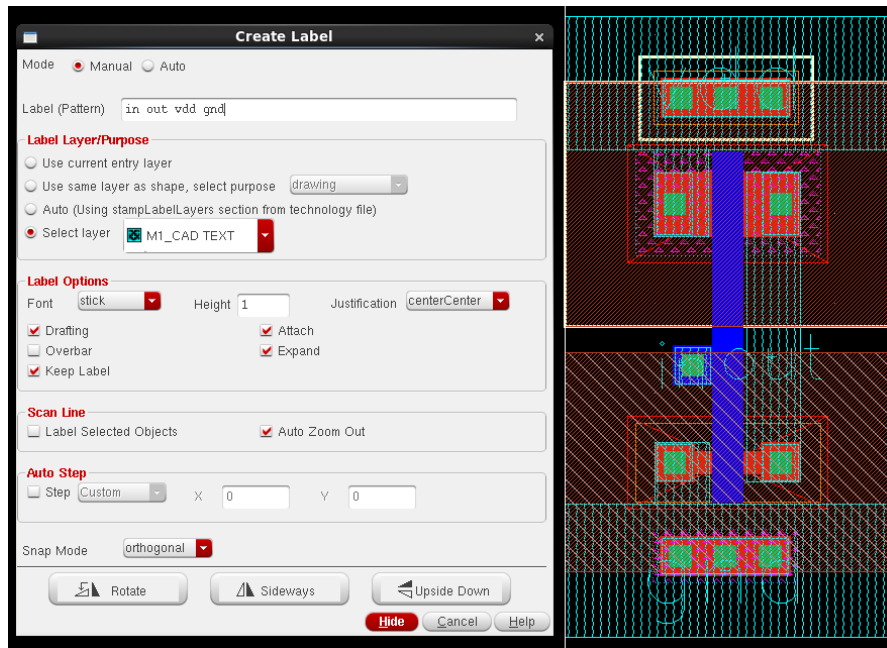 Create Label ×
Mode Manual Auto
Label (Pattern) in out vdd gnd
Label Layer/Purpose
Use current entry layer
Use same layer as shape, select purpose drawing
Auto (Using stampLabelLayers section from technology file)
Select layer M1_CAD TEXT
Label Options
Font stick Height 1 Justification centerCenter
Drafting Attach
Overbar Expand
Keep Label
Scan Line
Label Selected Objects Auto Zoom Out
Auto Step
Step Custom X 0 Y 0
Snap Mode orthogonal
Rotate Sideways Upside Down
Hide Cancel Help